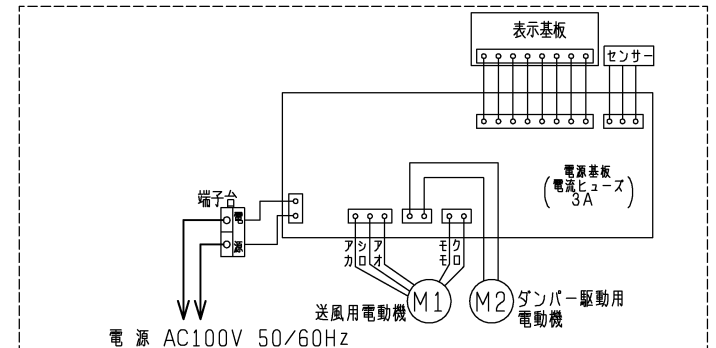 表示基板
センサー
電源基板
(電流ヒューズ)
3A
端子台
電
源
アカ
シロ
アオ
モモ
クロ
送風用電動機
M1
M2
ダンパー駆動用
電動機
電 源 AC100V 50/60Hz